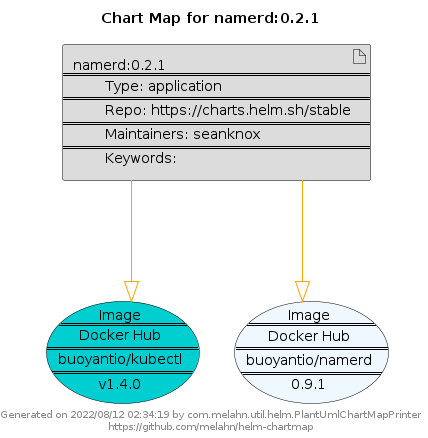 Chart Map for namerd:0.2.1
namerd:0.2.1
Type: application
Repo: https://charts.helm.sh/stable
Maintainers: seanknox
Keywords:
Image
Docker Hub
buoyantio/kubectl
v1.4.0
Image
Docker Hub
buoyantio/namerd
0.9.1
Generated on 2022/08/12 02:34:19 by com.melahn.util.helm.PlantUmlChartMapPrinter
https://github.com/melahn/helm-chartmap